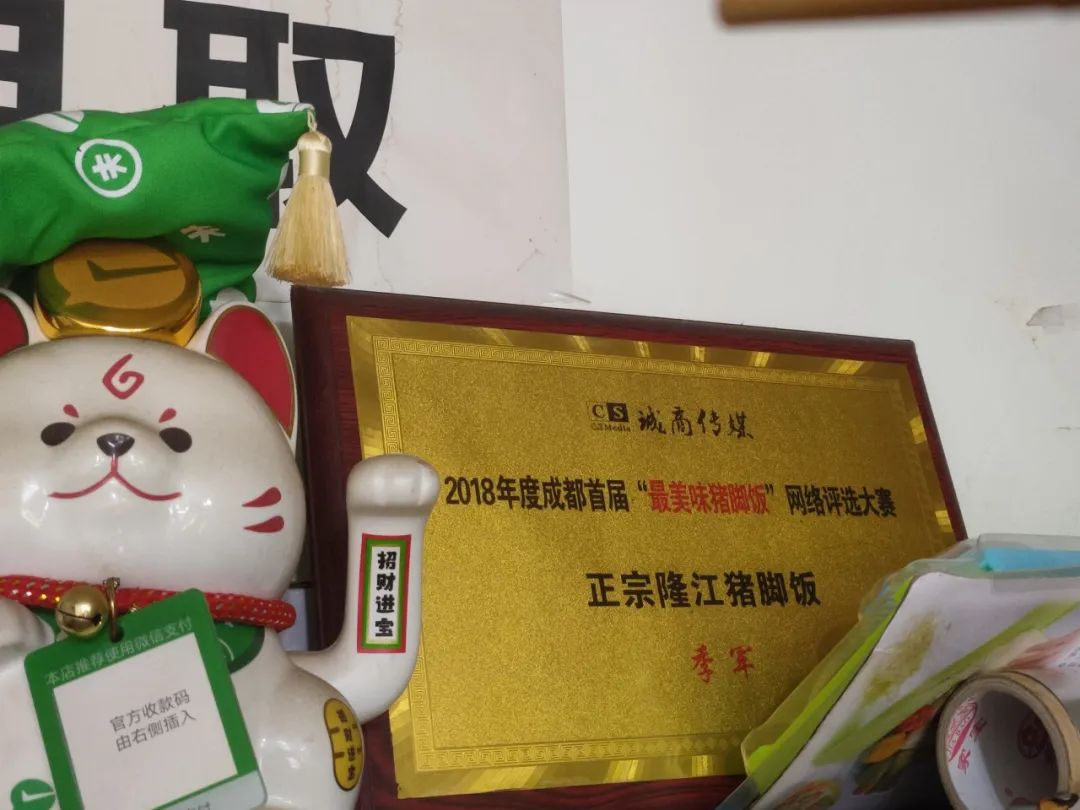 取
CS
CSMedia
诚商传媒
2018年度成都首届“最美味猪脚饭”网络评选大赛
正宗隆江猪脚饭
季军
招财进宝
本店推荐使用微信支付
官方收款码
由右侧插入